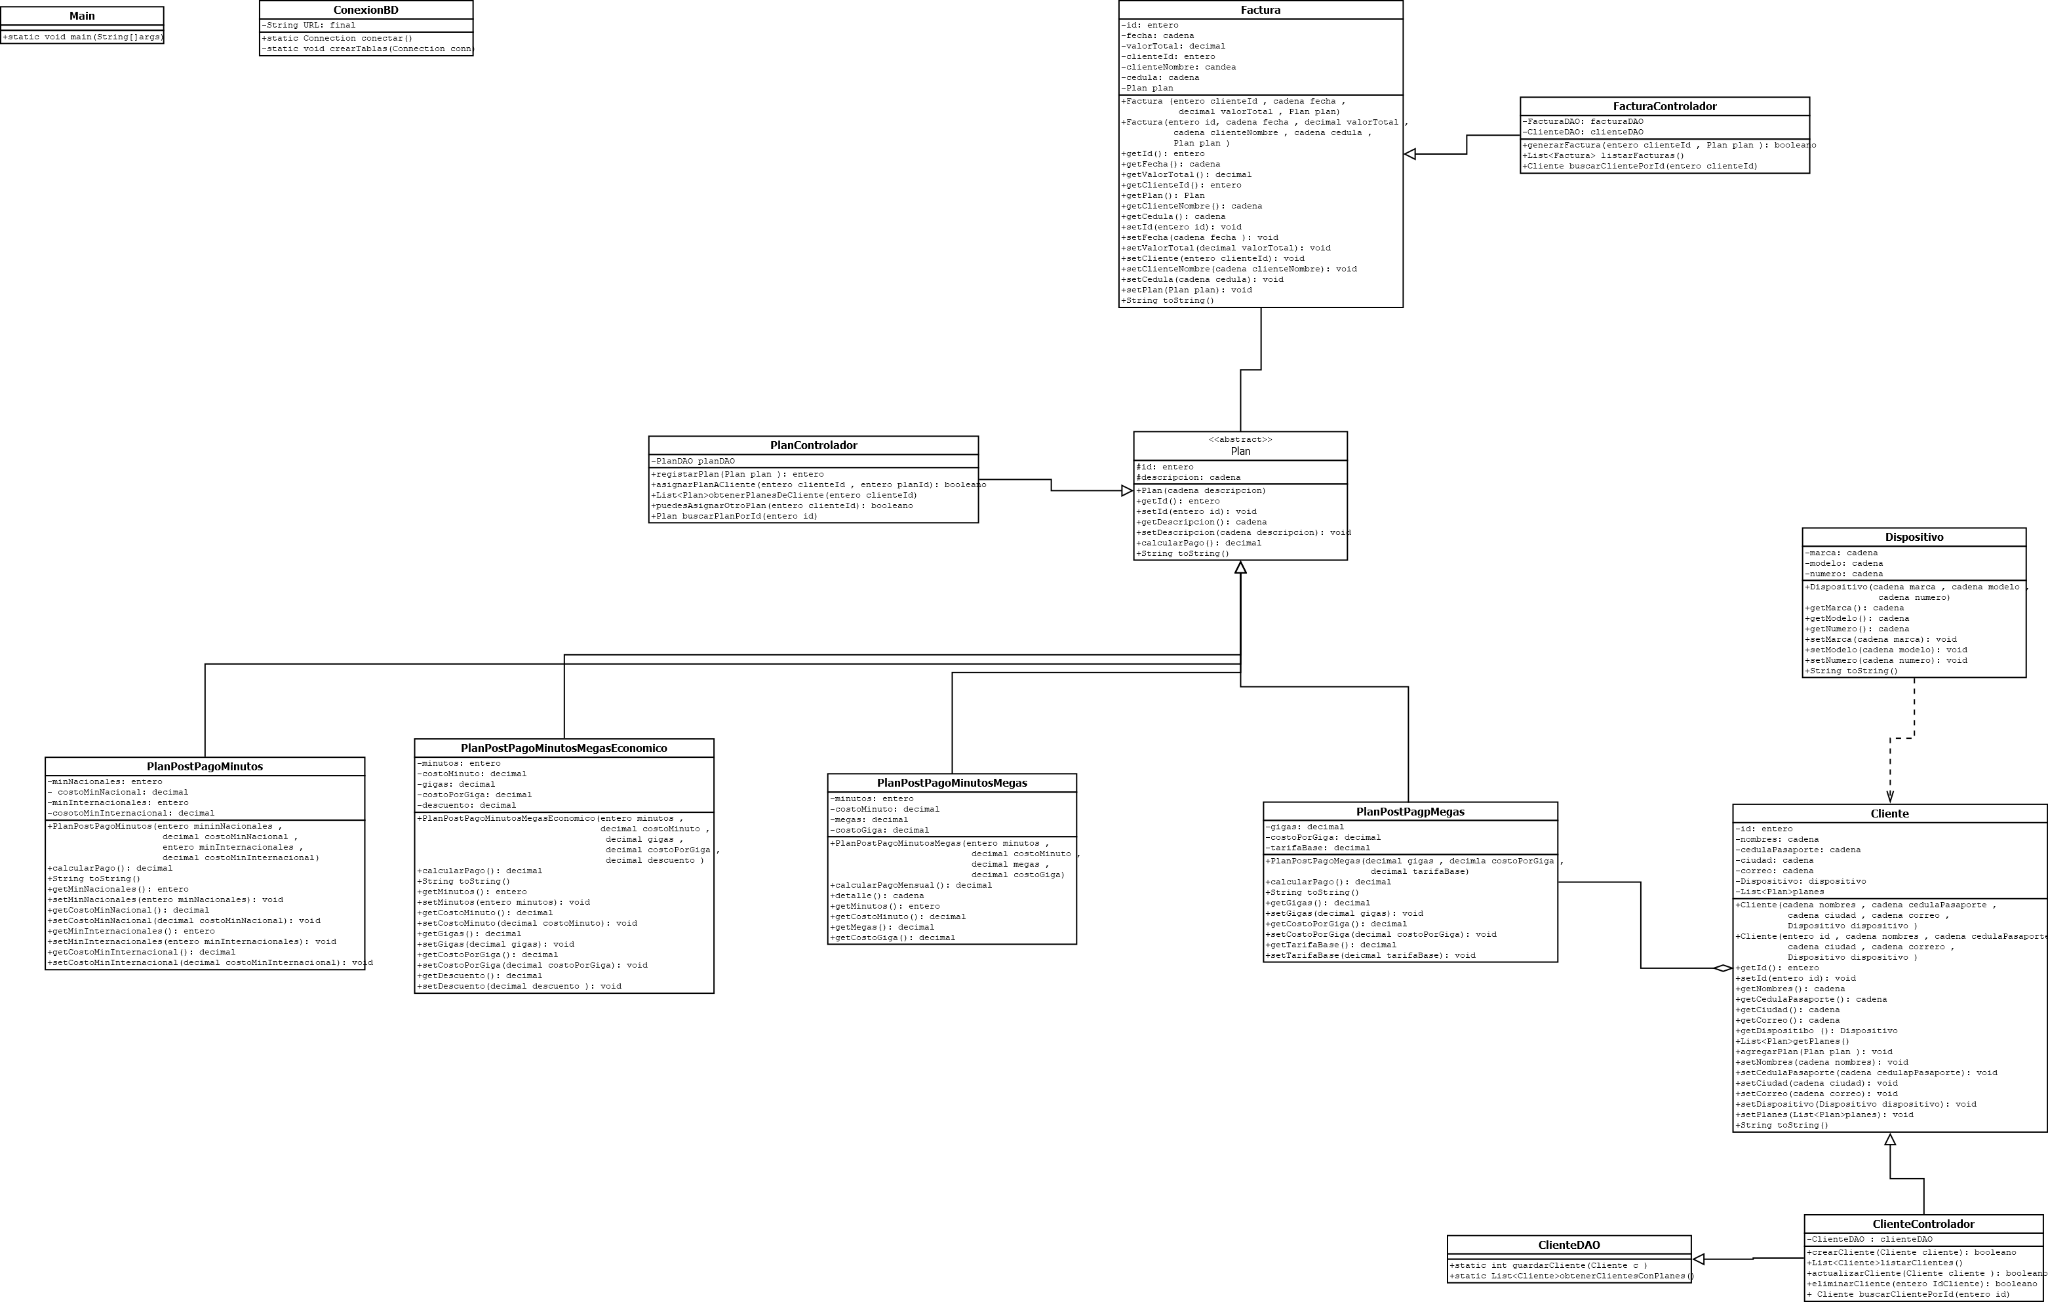 Main
+static void main(String[]args)
ConexionBD
-String URL: final
+static Connection conectar()
-static void crearTablas(Connection conn)
Factura
-id: entero
-fecha: cadena
-valorTotal: decimal
-clienteId: entero
-clienteNombre: candea
-cedula: cadena
-Plan plan
+Factura (entero clienteId , cadena fecha ,
decimal valorTotal , Plan plan)
+Factura(entero id, cadena fecha , decimal valorTotal ,
cadena clienteNombre , cadena cedula ,
Plan plan )
+getId(): entero
+getFecha(): cadena
+getValorTotal(): decimal
+getClienteId(): entero
+getPlan(): Plan
+getClienteNombre(): cadena
+getCedula(): cadena
+setId(entero id): void
+setFecha(cadena fecha ): void
+setValorTotal(decimal valorTotal): void
+setCliente(entero clienteId): void
+setClienteNombre(cadena clienteNombre): void
+setCedula(cadena cedula): void
+setPlan(Plan plan): void
+String toString()
FacturaControlador
-FacturaDAO: facturaDAO
-ClienteDAO: clienteDAO
+generarFactura(entero clienteId , Plan plan ): booleano
+List<Factura> listarFacturas()
+Cliente buscarClientePorId(entero clienteId)
PlanControlador
-PlanDAO planDAO
+registarPlan(Plan plan ): entero
+asignarPlanACliente(entero clienteId , entero planId): booleano
+List<Plan>obtenerPlanesDeCliente(entero clienteId)
+puedesAsignarOtroPlan(entero clienteId): booleano
+Plan buscarPlanPorId(entero id)
<<abstract>>
Plan
#id: entero
#descripcion: cadena
+Plan(cadena descripcion)
+getId(): entero
+setId(entero id): void
+getDescripcion(): cadena
+setDescripcion(cadena descripcion): void
+calcularPago(): decimal
+String toString()
Dispositivo
-marca: cadena
-modelo: cadena
-numero: cadena
+Dispositivo(cadena marca , cadena modelo ,
cadena numero)
+getMarca(): cadena
+getModelo(): cadena
+getNumero(): cadena
+setMarca(cadena marca): void
+setModelo(cadena modelo): void
+setNumero(cadena numero): void
+String toString()
PlanPostPagoMinutos
-minNacionales: entero
- costoMinNacional: decimal
-minInternacionales: entero
-cosotoMinInternacional: decimal
+PlanPostPagoMinutos(entero mininNacionales ,
decimal costoMinNacional ,
entero minInternacionales ,
decimal costoMinInternacional)
+calcularPago(): decimal
+String toString()
+getMinNacionales(): entero
+setMinNacionales(entero minNacionales): void
+getCostoMinNacional(): decimal
+setCostoMinNacional(decimal costoMinNacional): void
+getMinInternacionales(): entero
+setMinInternacionales(entero minInternacionales): void
+getCostoMinInternacional(): decimal
+setCostoMinInternacional(decimal costoMinInternacional): void
PlanPostPagoMinutosMegasEconomico
-minutos: entero
-costoMinuto: decimal
-gigas: decimal
-costoPorGiga: decimal
-descuento: decimal
+PlanPostPagoMinutosMegasEconomico(entero minutos ,
decimal costoMinuto ,
decimal gigas ,
decimal costoPorGiga ,
decimal descuento )
+calcularPago(): decimal
+String toString()
+getMinutos(): entero
+setMinutos(entero minutos): void
+getCostoMinuto(): decimal
+setCostoMinuto(decimal costoMinuto): void
+getGigas(): decimal
+setGigas(decimal gigas): void
+getCostoPorGiga(): decimal
+setCostoPorGiga(decimal costoPorGiga): void
+getDescuento(): decimal
+setDescuento(decimal descuento ): void
PlanPostPagoMinutosMegas
-minutos: entero
-costoMinuto: decimal
-megas: decimal
-costoGiga: decimal
+PlanPostPagoMinutosMegas(entero minutos ,
decimal costoMinuto ,
decimal megas ,
decimal costoGiga)
+calcularPagoMensual(): decimal
+detalle(): cadena
+getMinutos(): entero
+getCostoMinuto(): decimal
+getMegas(): decimal
+getCostoGiga(): decimal
PlanPostPagpMegas
-gigas: decimal
-costoPorGiga: decimal
-tarifaBase: decimal
+PlanPostPagoMegas(decimal gigas , decimla costoPorGiga ,
decimal tarifaBase)
+calcularPago(): decimal
+String toString()
+getGigas(): decimal
+setGigas(decimal gigas): void
+getCostoPorGiga(): decimal
+setCostoPorGiga(decimal costoPorGiga): void
+getTarifaBase(): decimal
+setTarifaBase(deicmal tarifaBase): void
Cliente
-id: entero
-nombres: cadena
-cedulaPasaporte: cadena
-ciudad: cadena
-correo: cadena
-Dispositivo: dispositivo
-List<Plan>planes
+Cliente(cadena nombres , cadena cedulaPasaporte ,
cadena ciudad , cadena correo ,
Dispositivo dispositivo )
+Cliente(entero id , cadena nombres , cadena cedulaPasaporte
cadena ciudad , cadena correro ,
Dispositivo dispositivo )
+getId(): entero
+setId(entero id): void
+getNombres(): cadena
+getCedulaPasaporte(): cadena
+getCiudad(): cadena
+getCorreo(): cadena
+getDispositibo (): Dispositivo
+List<Plan>getPlanes()
+agregarPlan(Plan plan ): void
+setNombres(cadena nombres): void
+setCedulaPasaporte(cadena cedulapPasaporte): void
+setCiudad(cadena ciudad): void
+setCorreo(cadena correo): void
+setDispositivo(Dispositivo dispositivo): void
+setPlanes(List<Plan>planes): void
+String toString()
ClienteDAO
+static int guardarCliente(Cliente c )
+static List<Cliente>obtenerClientesConPlanes()
ClienteControlador
-ClienteDAO : clienteDAO
+crearCliente(Cliente cliente): booleano
+List<Cliente>listarClientes()
+actualizarCliente(Cliente cliente ): booleano
+eliminarCliente(entero IdCliente): booleano
+ Cliente buscarClientePorId(entero id)